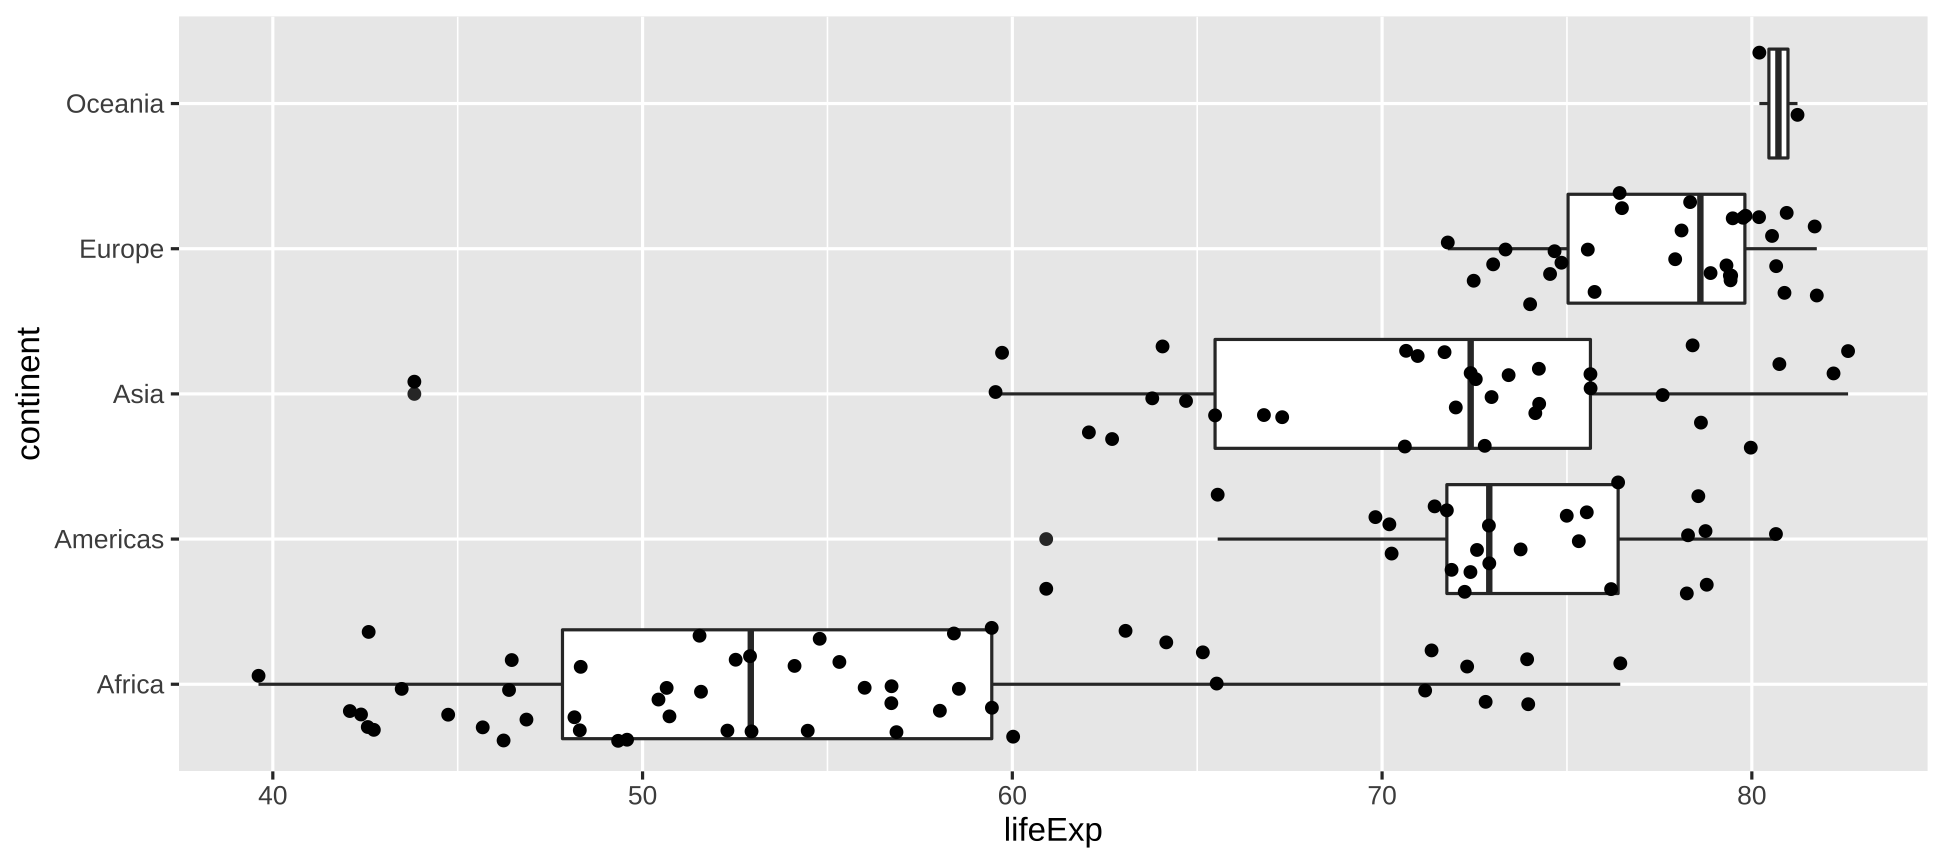 Oceania
Europe
Asia
Americas
Africa
continent
40 50 60 70 80
lifeExp